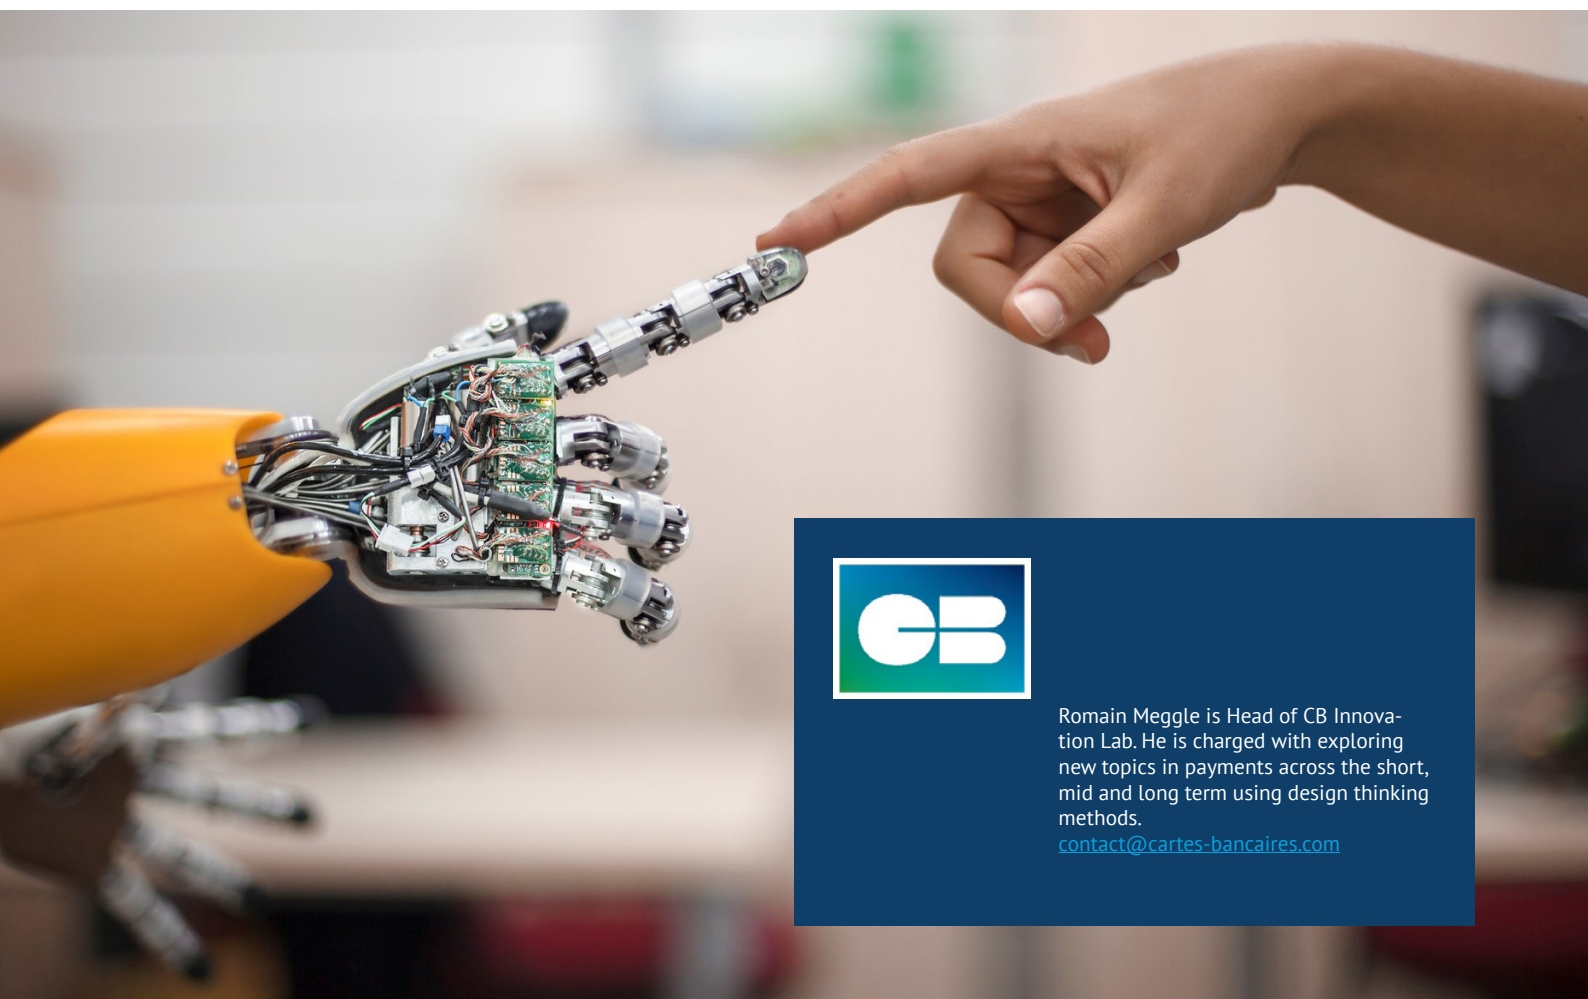 CB
Romain Meggle is Head of CB Innova-
tion Lab. He is charged with exploring
new topics in payments across the short,
mid and long term using design thinking
methods.
contact@cartes-bancaires.com